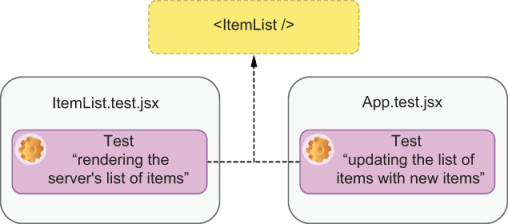 <ItemList />
ItemList.test.jsx
Test
“rendering the
server's list of items”
App.test.jsx
Test
“updating the list of
items with new items”